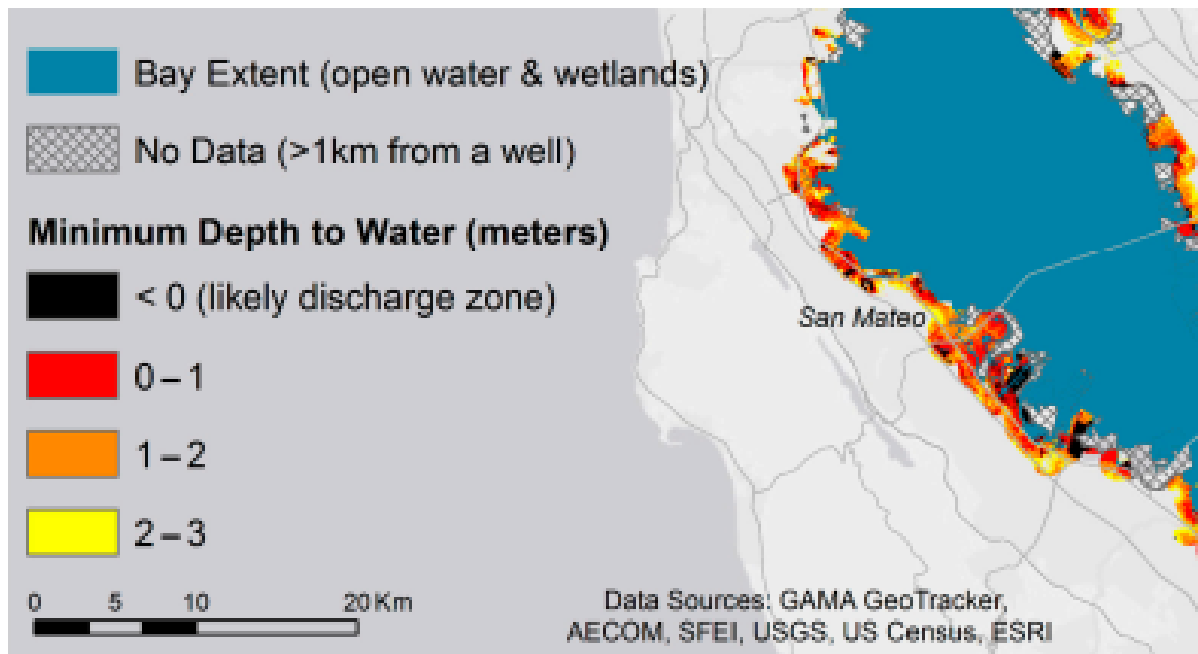 Bay Extent (open water & wetlands)
No Data (>1km from a well)
Minimum Depth to Water (meters)
< 0 (likely discharge zone)
0 – 1
1 – 2
2 – 3
San Mateo
0 5 10 20 Km
Data Sources: GAMA GeoTracker,
AECOM, SFEI, USGS, US Census, ESRI